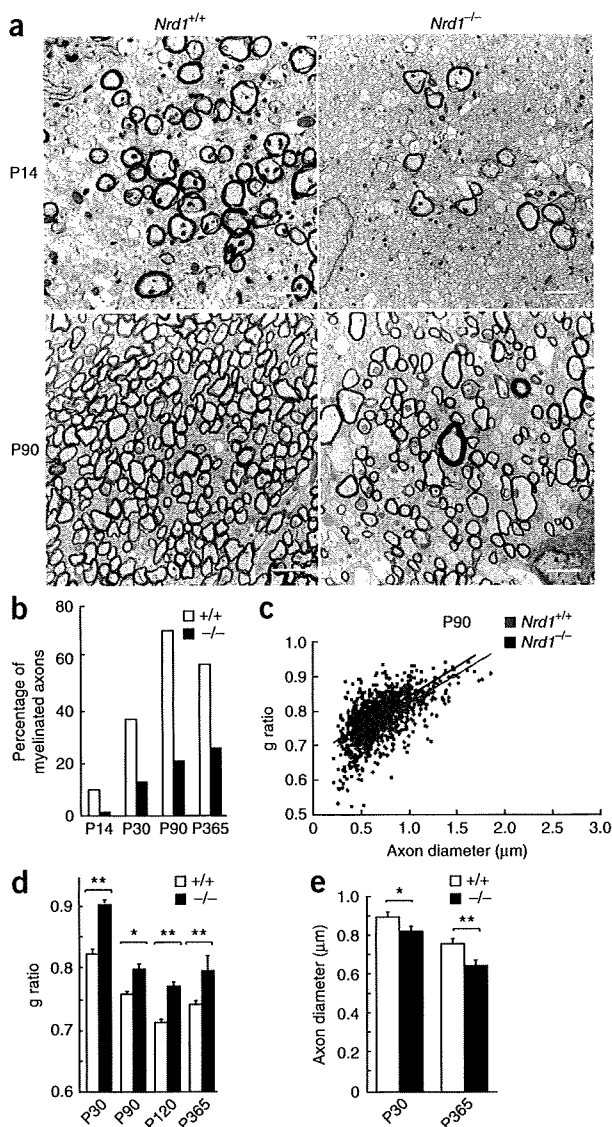 a
Nrd1+/+ Nrd1−/−
P14
P90
b
80
60
40
20
0
Percentage of
myelinated axons
+/+
−/−
P14 P30 P90 P365
c
P90
Nrd1+/+
Nrd1−/−
1.0
0.9
0.8
0.7
0.6
0.5
g ratio
0 0.5 1.0 1.5 2.0 2.5 3.0
Axon diameter (μm)
d
+/+
−/−
** * ** **
0.9
0.8
0.7
0.6
g ratio
P30 P90 P120 P365
e
+/+
−/−
* **
1.0
0.8
0.6
0.4
0.2
0
Axon diameter (μm)
P30 P365